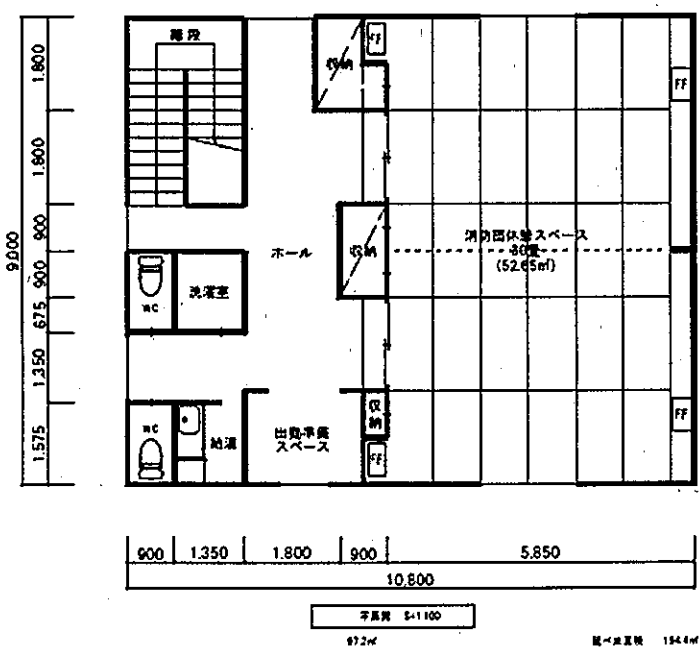 階段
収納
FF
FF
1.800
1.800
900
900
675
1.350
1.575
9.000
ホール
収納
消防団休憩スペース
30畳
(52.65㎡)
WC
洗濯室
WC
給湯
出動準備
スペース
収
納
FF
FF
900
1.350
1.800
900
5.850
10.800
S=1:100
97.2㎡
延べ床面積 194.4㎡